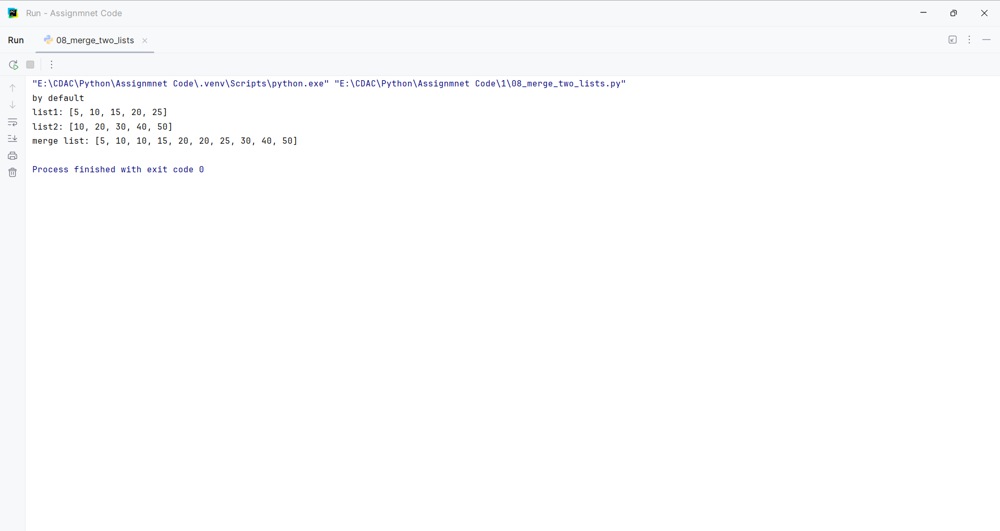 Run - Assignmnet Code
Run 08_merge_two_lists
"E:\CDAC\Python\Assignmnet Code\.venv\Scripts\python.exe" "E:\CDAC\Python\Assignmnet Code\1\08_merge_two_lists.py"
by default
list1: [5, 10, 15, 20, 25]
list2: [10, 20, 30, 40, 50]
merge list: [5, 10, 10, 15, 20, 20, 25, 30, 40, 50]
Process finished with exit code 0